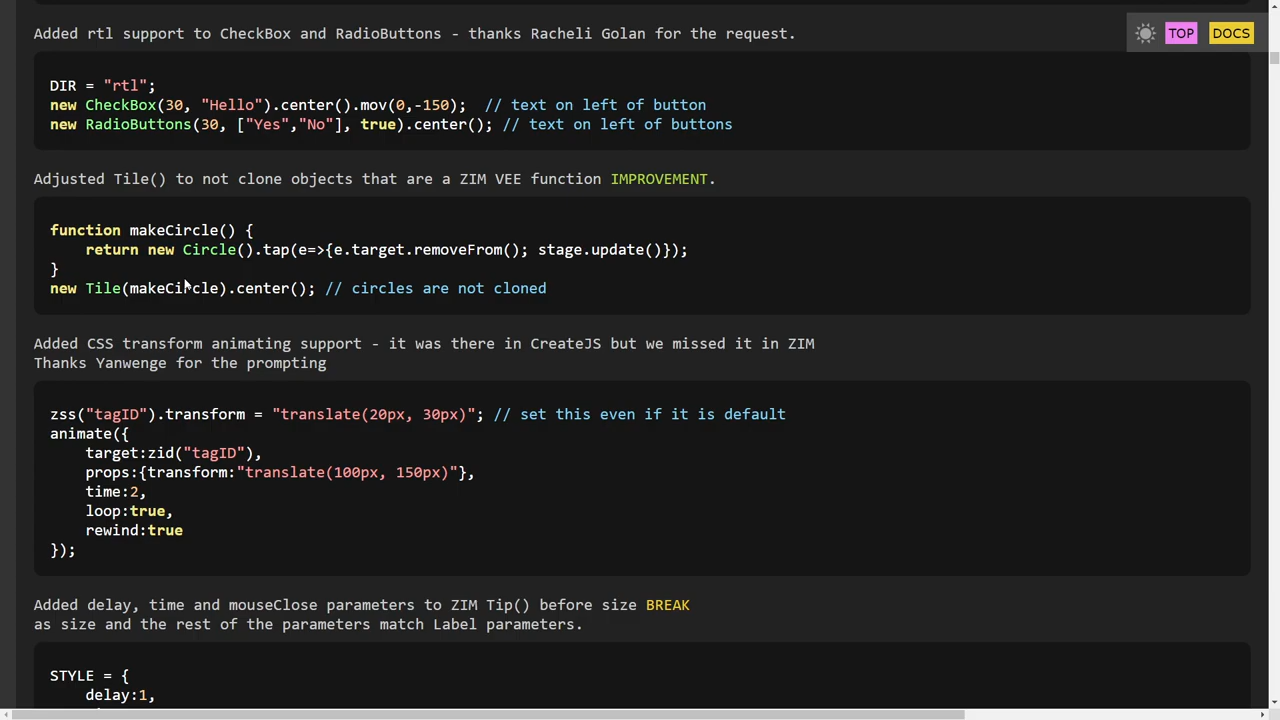 Added rtl support to CheckBox and RadioButtons - thanks Racheli Golan for the request.
TOP
DOCS
DIR = "rtl";
new CheckBox(30, "Hello").center().mov(0,-150);  // text on left of button
new RadioButtons(30, ["Yes","No"], true).center(); // text on left of buttons
Adjusted Tile() to not clone objects that are a ZIM VEE function IMPROVEMENT.
function makeCircle() {
    return new Circle().tap(e=>{e.target.removeFrom(); stage.update()});
}
new Tile(makeCircle).center(); // circles are not cloned
Added CSS transform animating support - it was there in CreateJS but we missed it in ZIM
Thanks Yanwenge for the prompting
zss("tagID").transform = "translate(20px, 30px)"; // set this even if it is default
animate({
    target:zid("tagID"),
    props:{transform:"translate(100px, 150px)"},
    time:2,
    loop:true,
    rewind:true
});
Added delay, time and mouseClose parameters to ZIM Tip() before size BREAK
as size and the rest of the parameters match Label parameters.
STYLE = {
    delay:1,